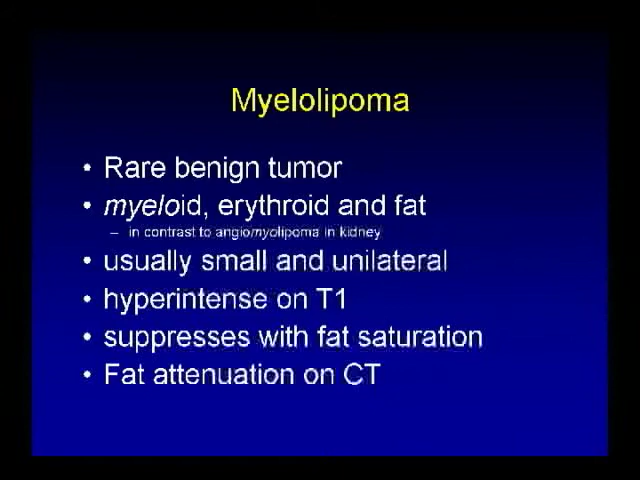 Myelolipoma
• Rare benign tumor
• myeloid, erythroid and fat
– in contrast to angiomyolipoma in kidney
• usually small and unilateral
• hyperintense on T1
• suppresses with fat saturation
• Fat attenuation on CT